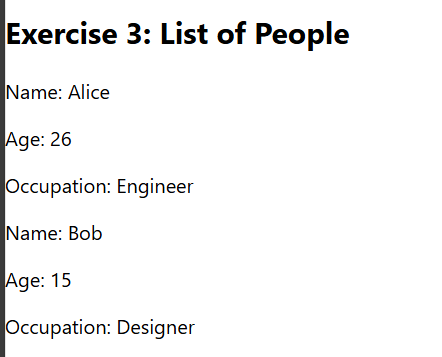 Exercise 3: List of People
Name: Alice
Age: 26
Occupation: Engineer
Name: Bob
Age: 15
Occupation: Designer